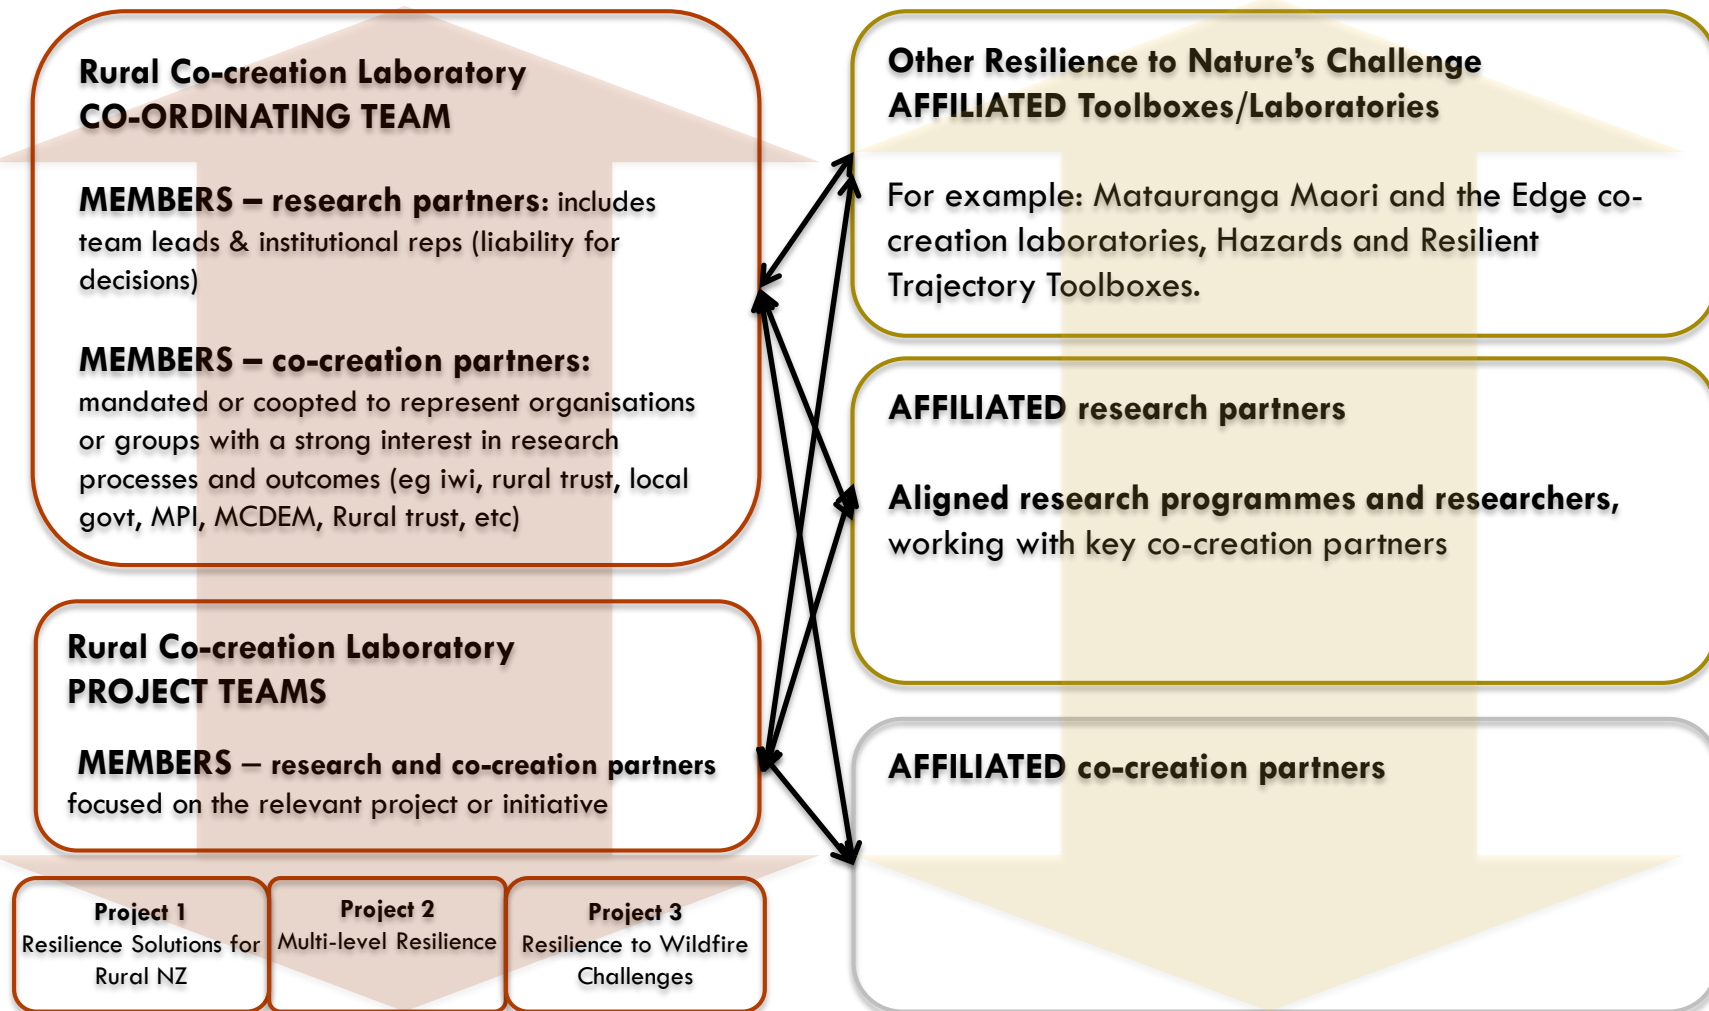 Rural Co-creation Laboratory
CO-ORDINATING TEAM
MEMBERS – research partners: includes
team leads & institutional reps (liability for
decisions)
MEMBERS – co-creation partners:
mandated or coopted to represent organisations
or groups with a strong interest in research
processes and outcomes (eg iwi, rural trust, local
govt, MPI, MCDEM, Rural trust, etc)
Rural Co-creation Laboratory
PROJECT TEAMS
MEMBERS – research and co-creation partners
focused on the relevant project or initiative
Project 1
Resilience Solutions for
Rural NZ
Project 2
Multi-level Resilience
Project 3
Resilience to Wildfire
Challenges
Other Resilience to Nature’s Challenge
AFFILIATED Toolboxes/Laboratories
For example: Matauranga Maori and the Edge co-
creation laboratories, Hazards and Resilient
Trajectory Toolboxes.
AFFILIATED research partners
Aligned research programmes and researchers,
working with key co-creation partners
AFFILIATED co-creation partners